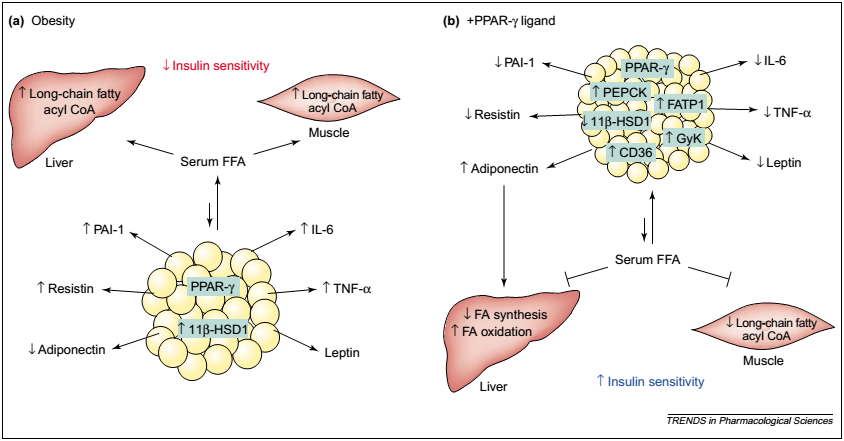 (a) Obesity
↓ Insulin sensitivity
↑ Long-chain fatty
acyl CoA
Liver
↑ Long-chain fatty
acyl CoA
Muscle
Serum FFA
↑ PAI-1
↑ IL-6
↑ Resistin
PPAR-γ
↑ TNF-α
↑ 11β-HSD1
↓ Adiponectin
Leptin
(b) +PPAR-γ ligand
↓ PAI-1
PPAR-γ
↓ IL-6
↑ PEPCK
↑ FATP1
↓ Resistin
↓ 11β-HSD1
↓ TNF-α
↑ GyK
↑ CD36
↑ Adiponectin
↓ Leptin
Serum FFA
↓ FA synthesis
↑ FA oxidation
Liver
↓ Long-chain fatty
acyl CoA
Muscle
↑ Insulin sensitivity
TRENDS in Pharmacological Sciences